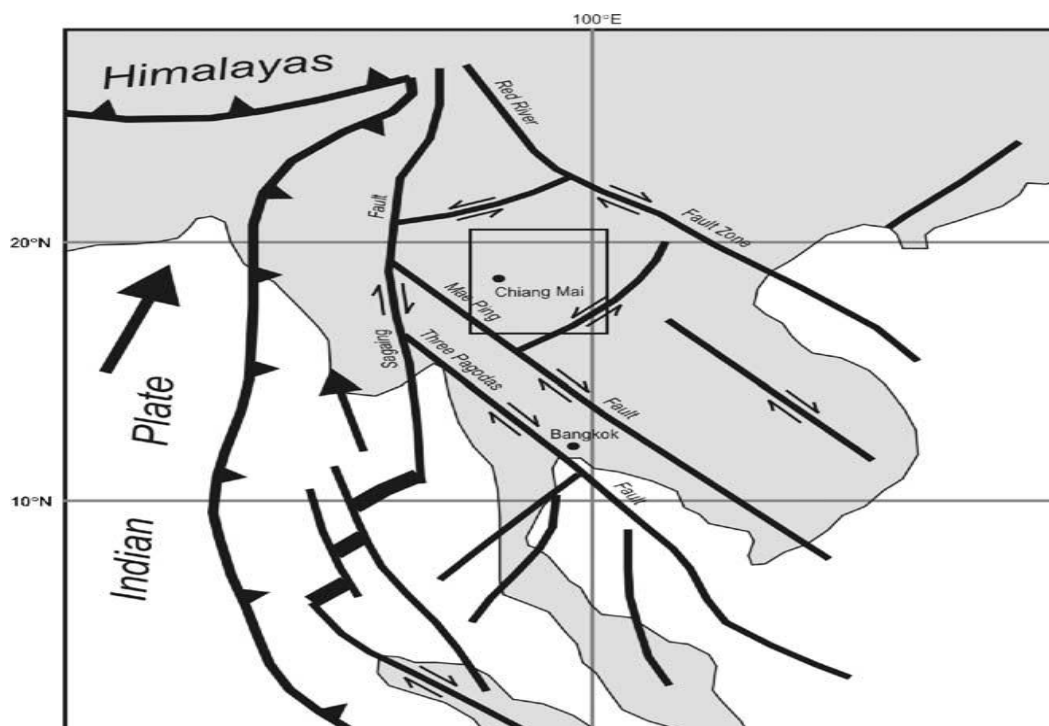 100°E
Himalayas
Red River
Fault
Fault Zone
20°N
Chiang Mai
Mae Ping
Sagaing
Three Pagodas
Plate
Fault
Bangkok
Fault
10°N
Indian